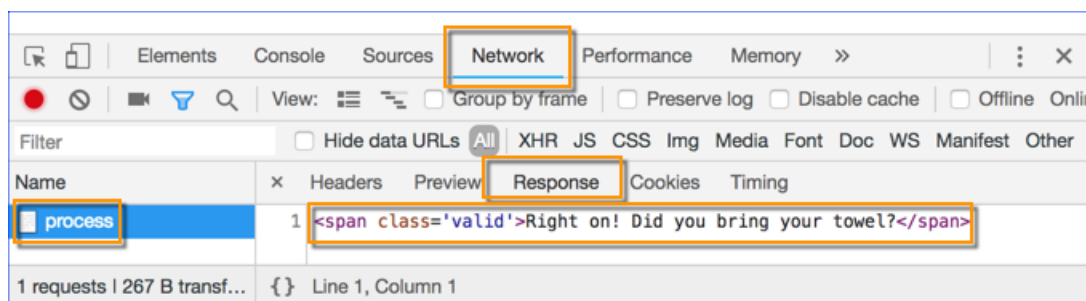 Elements Console Sources Network Performance Memory »
View: Group by frame Preserve log Disable cache Offline
Filter Hide data URLs All XHR JS CSS Img Media Font Doc WS Manifest Other
Name × Headers Preview Response Cookies Timing
process 1 <span class='valid'>Right on! Did you bring your towel?</span>
1 requests | 267 B transf... {} Line 1, Column 1